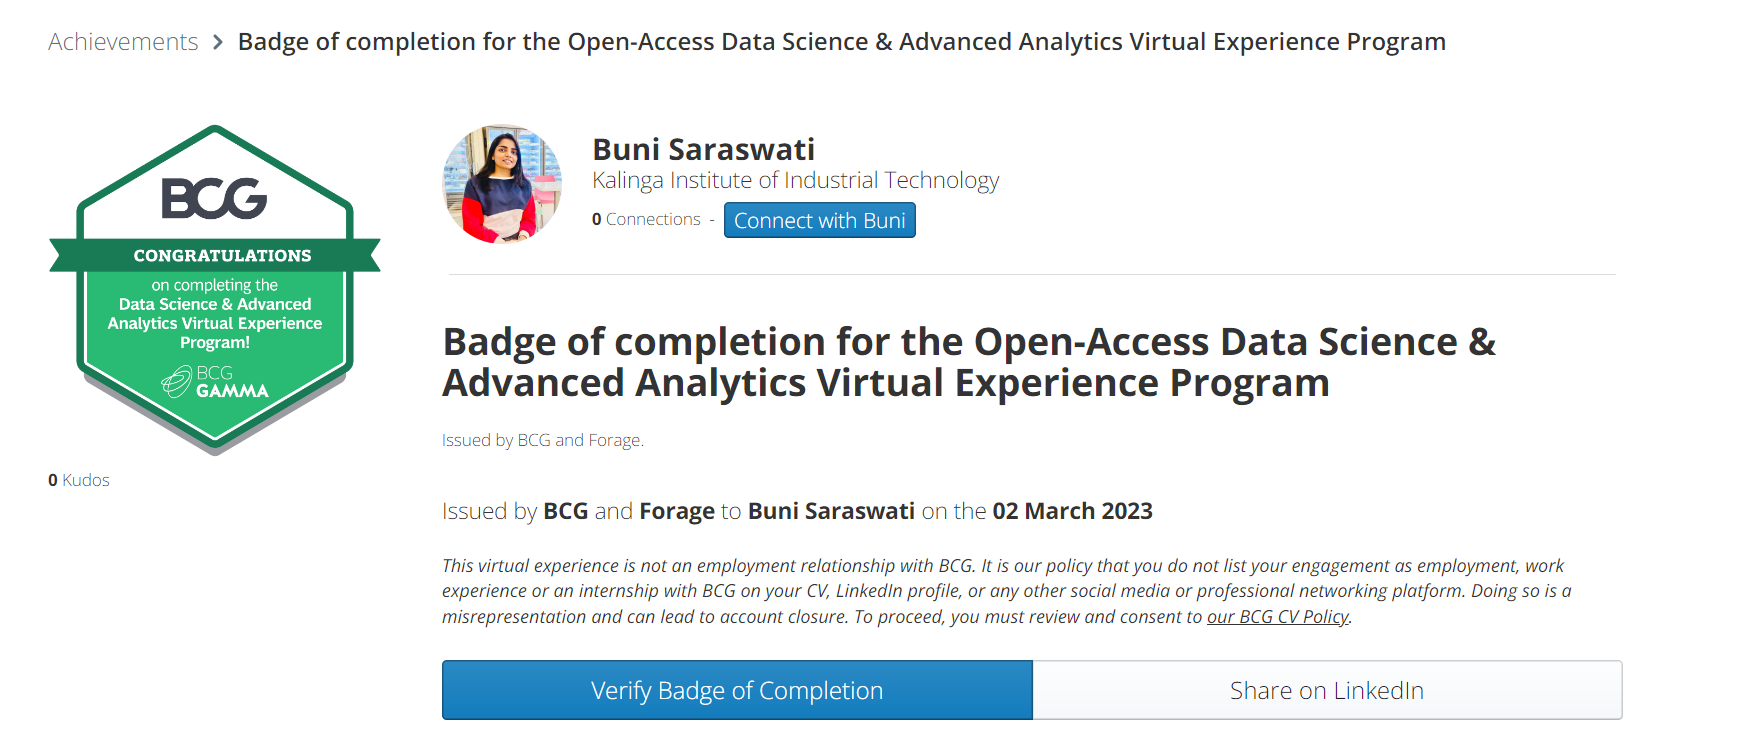 Achievements > Badge of completion for the Open-Access Data Science & Advanced Analytics Virtual Experience Program
BCG
CONGRATULATIONS
on completing the
Data Science & Advanced
Analytics Virtual Experience
Program!
BCG
GAMMA
0 Kudos
Buni Saraswati
Kalinga Institute of Industrial Technology
0 Connections - Connect with Buni
Badge of completion for the Open-Access Data Science &
Advanced Analytics Virtual Experience Program
Issued by BCG and Forage.
Issued by BCG and Forage to Buni Saraswati on the 02 March 2023
This virtual experience is not an employment relationship with BCG. It is our policy that you do not list your engagement as employment, work
experience or an internship with BCG on your CV, LinkedIn profile, or any other social media or professional networking platform. Doing so is a
misrepresentation and can lead to account closure. To proceed, you must review and consent to our BCG CV Policy.
Verify Badge of Completion
Share on LinkedIn